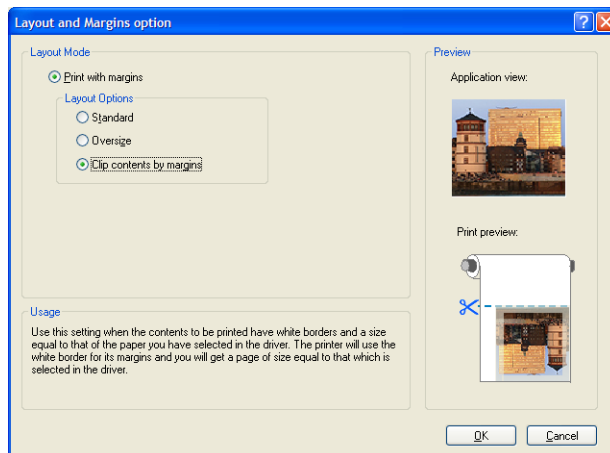 Layout and Margins option
Layout Mode
Print with margins
Layout Options
Standard
Oversize
Clip contents by margins
Usage
Use this setting when the contents to be printed have white borders and a size
equal to that of the paper you have selected in the driver. The printer will use the
white border for its margins and you will get a page of size equal to that which is
selected in the driver.
Preview
Application view:
Print preview:
OK
Cancel